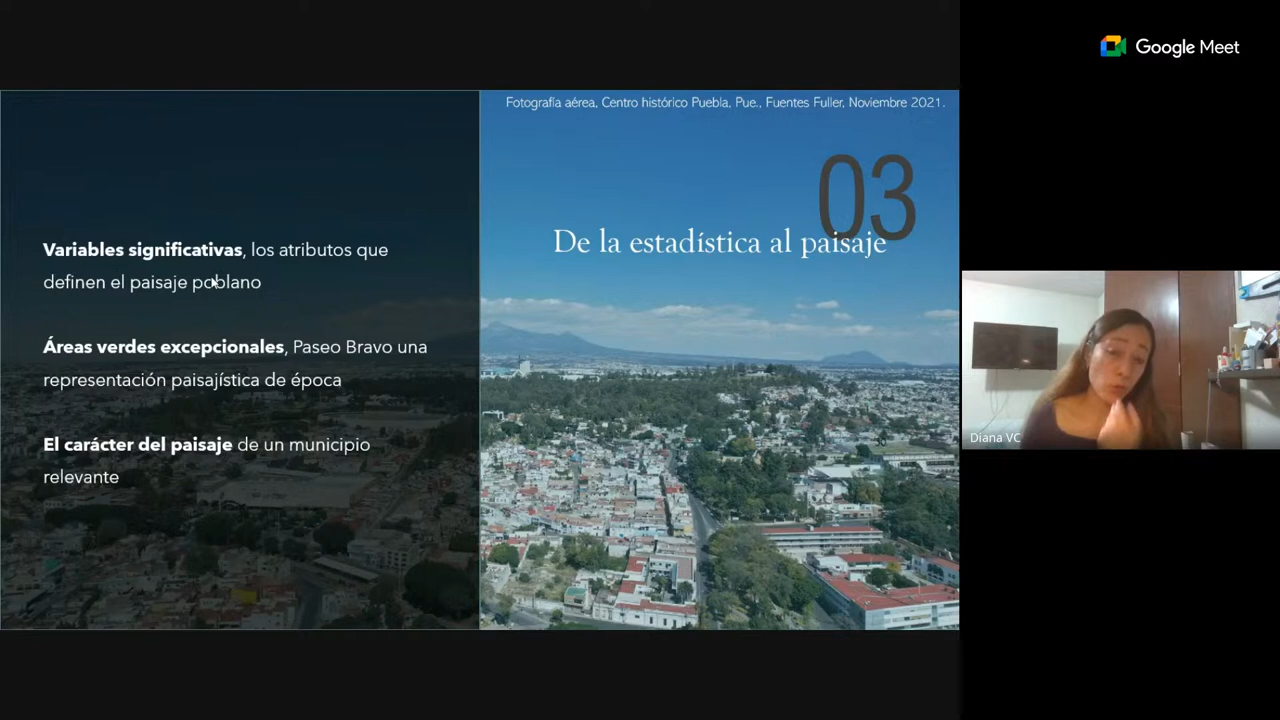 Google Meet
Fotografía aérea, Centro histórico Puebla, Pue., Fuentes Fuller, Noviembre 2021.
03
De la estadística al paisaje
Variables significativas, los atributos que
definen el paisaje poblano
Áreas verdes excepcionales, Paseo Bravo una
representación paisajística de época
El carácter del paisaje de un municipio
relevante
Diana VC